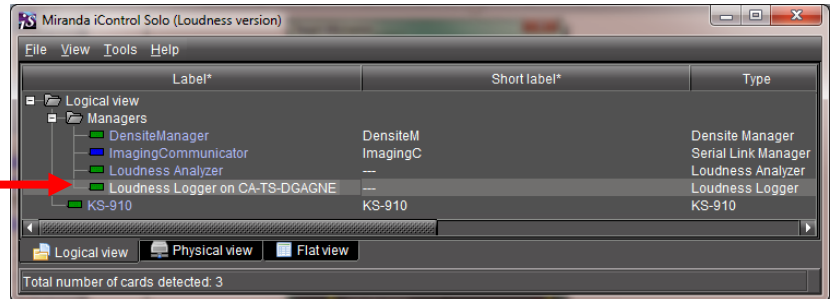 Miranda iControl Solo (Loudness version)
File View Tools Help
Label* Short label* Type
Logical view
Managers
DensiteManager DensiteM Densite Manager
ImagingCommunicator ImagingC Serial Link Manager
Loudness Analyzer --- Loudness Analyzer
Loudness Logger on CA-TS-DGAGNE --- Loudness Logger
KS-910 KS-910 KS-910
Logical view Physical view Flat view
Total number of cards detected: 3